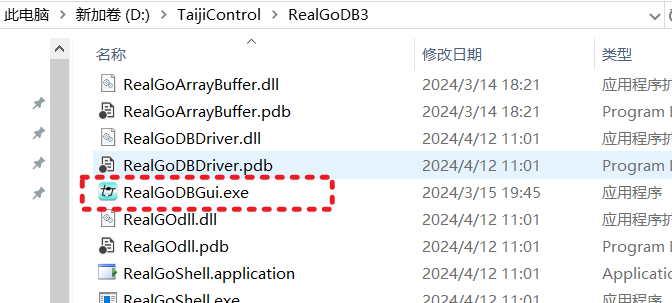 此电脑 > 新加卷 (D:) > TaijiControl > RealGoDB3
名称 修改日期 类型
RealGoArrayBuffer.dll 2024/3/14 18:21 应用程序扩
RealGoArrayBuffer.pdb 2024/3/14 18:21 Program D
RealGoDBDriver.dll 2024/4/12 11:01 应用程序扩
RealGoDBDriver.pdb 2024/4/12 11:01 Program D
RealGoDBGui.exe 2024/3/15 19:45 应用程序
RealGOdll.dll 2024/4/12 11:01 应用程序扩
RealGOdll.pdb 2024/4/12 11:01 Program D
RealGoShell.application 2024/4/12 11:01 Applicatio
RealGoShell.exe 2024/4/12 11:01 应用程序